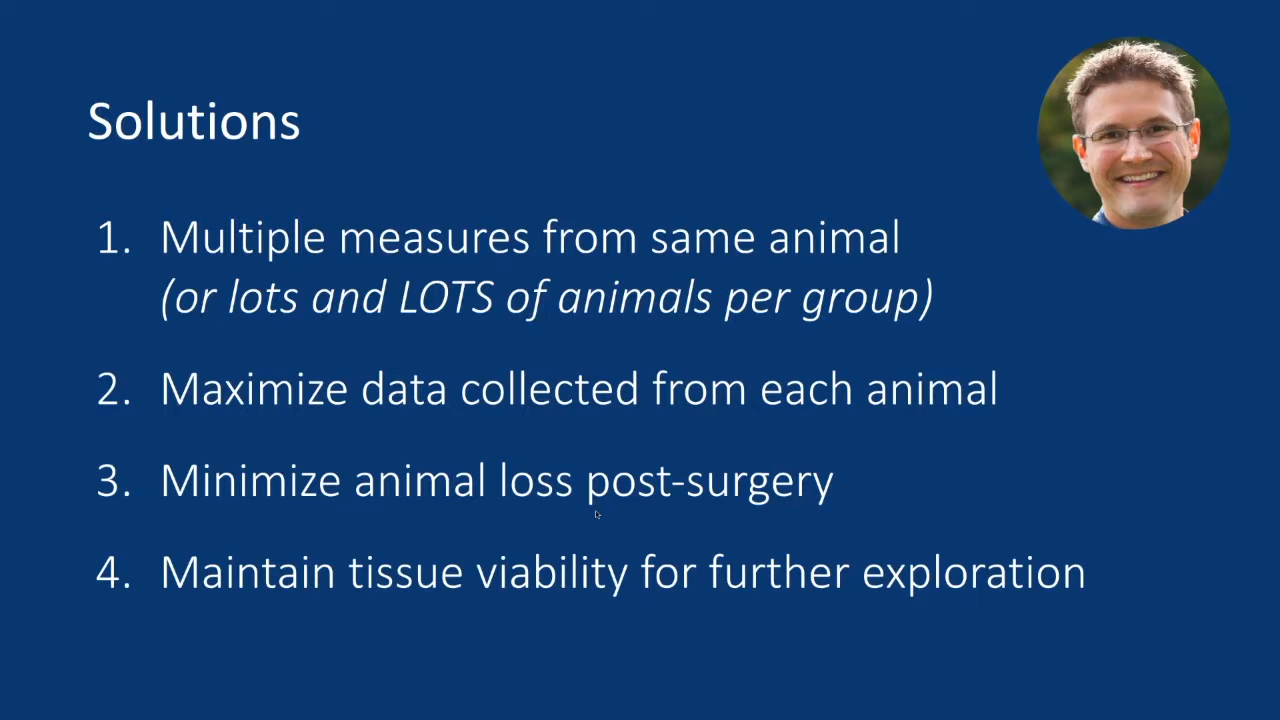 Solutions
1. Multiple measures from same animal
(or lots and LOTS of animals per group)
2. Maximize data collected from each animal
3. Minimize animal loss post-surgery
4. Maintain tissue viability for further exploration